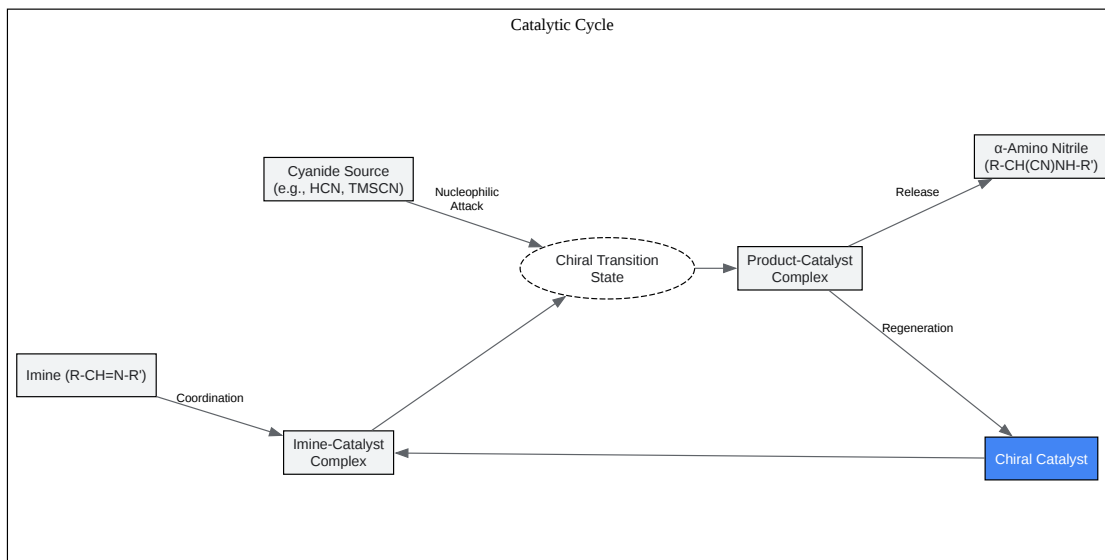 Catalytic Cycle
α-Amino Nitrile
(R-CH(CN)NH-R')
Cyanide Source
(e.g., HCN, TMSCN)
Nucleophilic
Attack
Release
Chiral Transition
State
Product-Catalyst
Complex
Regeneration
Imine (R-CH=N-R')
Coordination
Imine-Catalyst
Complex
Chiral Catalyst